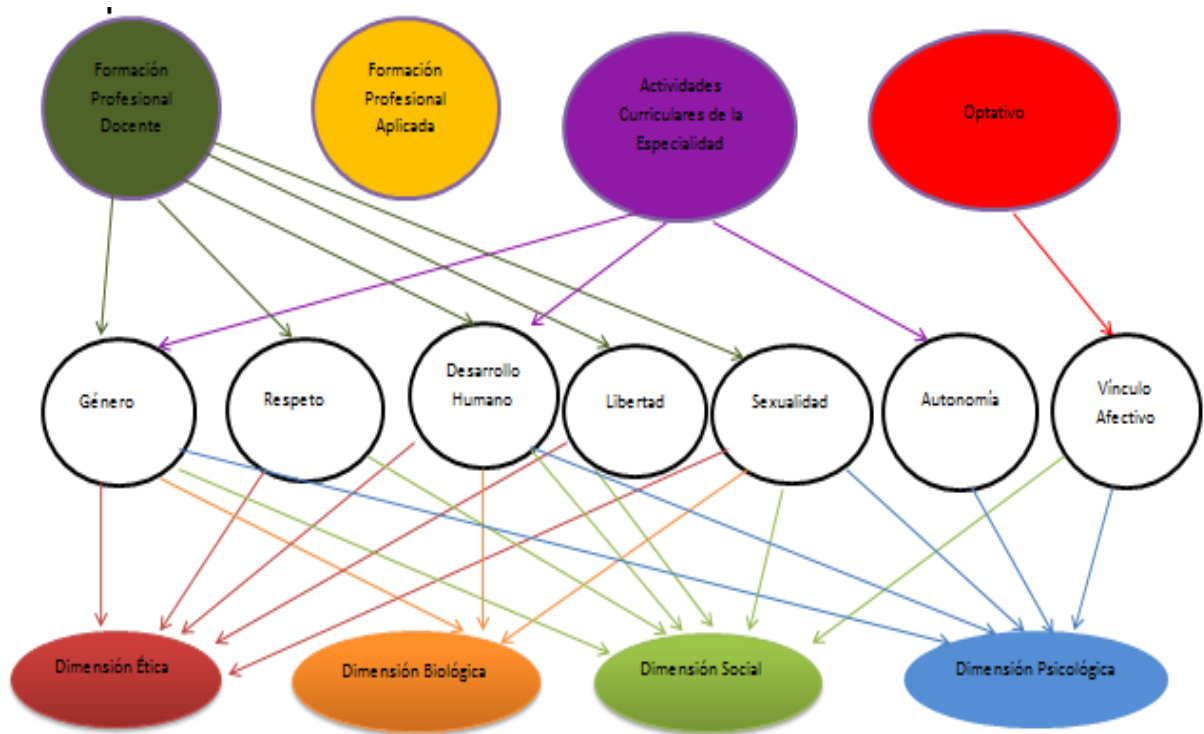 Formación
Profesional
Docente
Formación
Profesional
Aplicada
Actividades
Curriculares de la
Especialidad
Optativo
Género
Respeto
Desarrollo
Humano
Libertad
Sexualidad
Autonomía
Vínculo
Afectivo
Dimensión Ética
Dimensión Biológica
Dimensión Social
Dimensión Psicológica